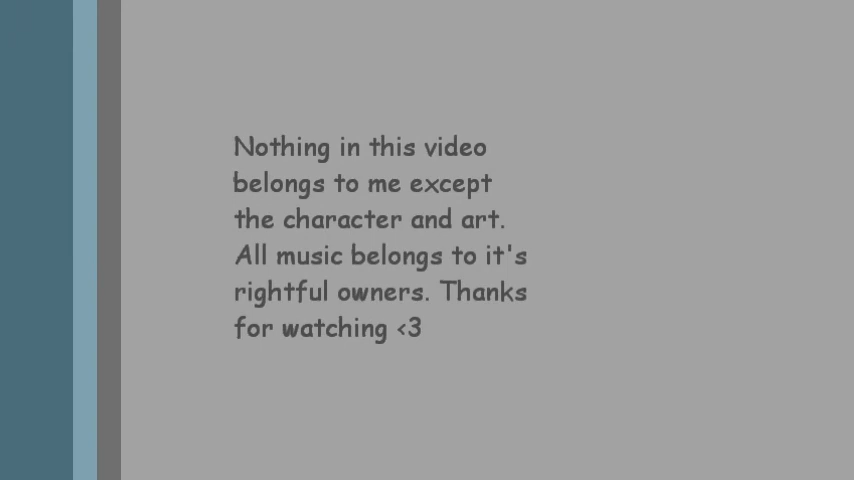 Nothing in this video
belongs to me except
the character and art.
All music belongs to it's
rightful owners. Thanks
for watching <3